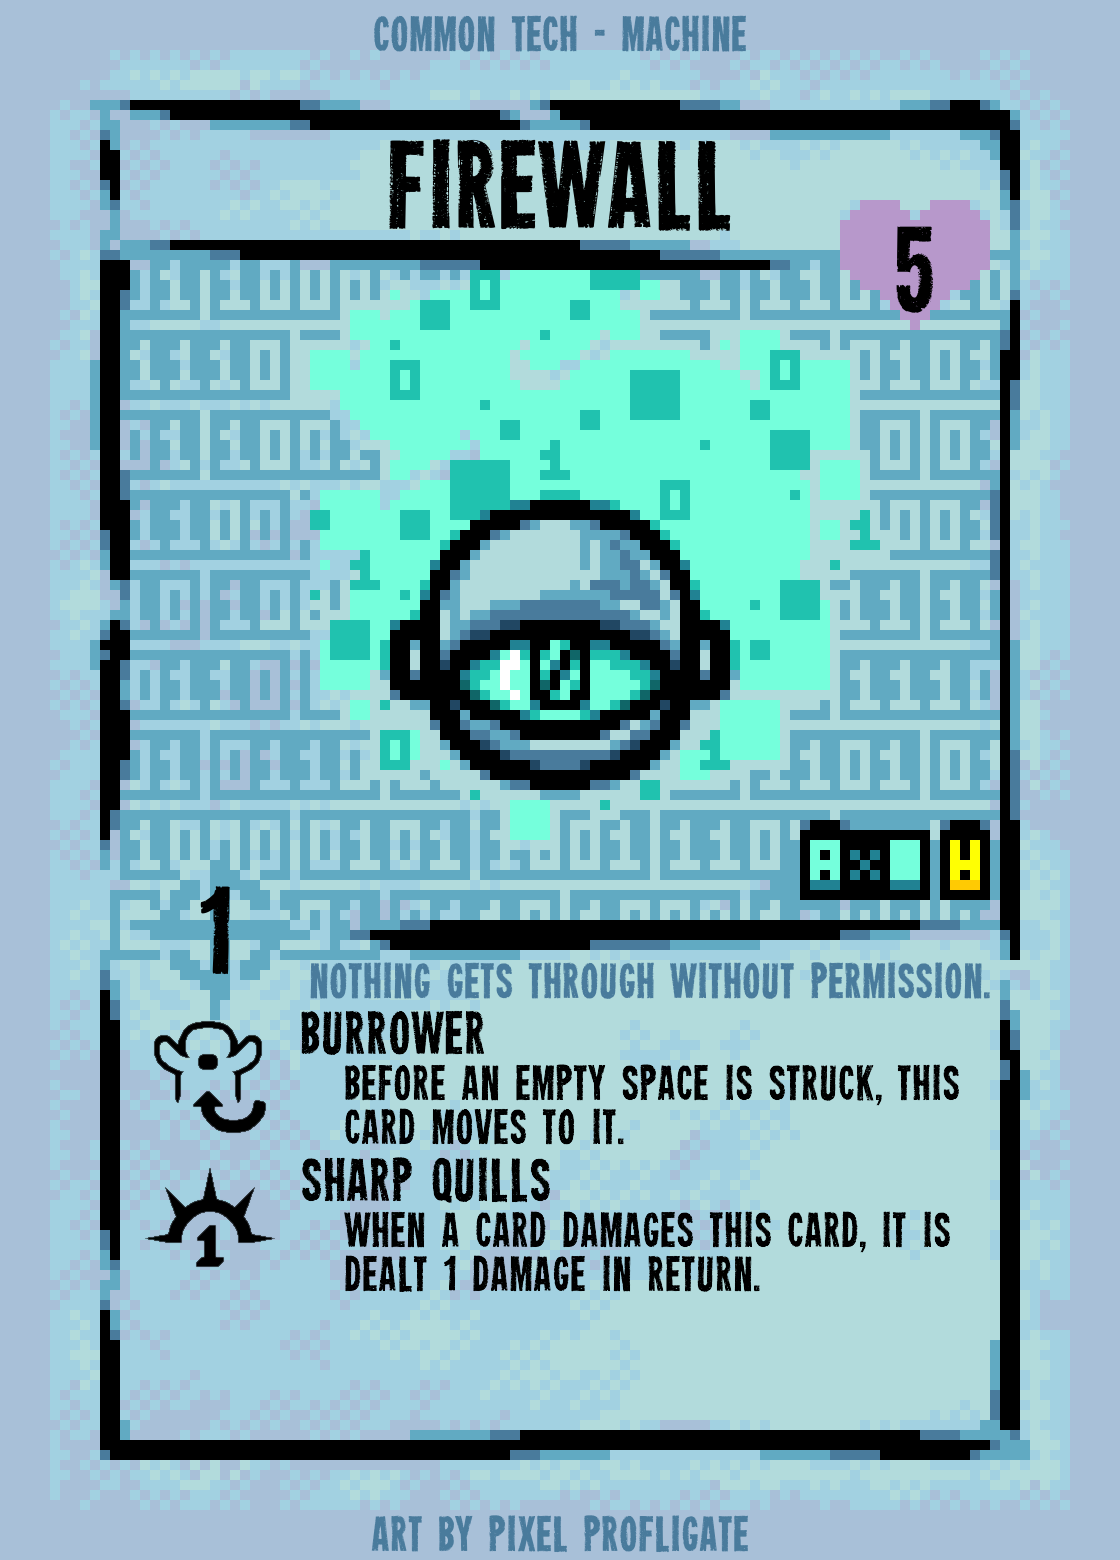 COMMON TECH - MACHINE
FIREWALL
5
1
NOTHING GETS THROUGH WITHOUT PERMISSION.
BURROWER
BEFORE AN EMPTY SPACE IS STRUCK, THIS
CARD MOVES TO IT.
SHARP QUILLS
1
WHEN A CARD DAMAGES THIS CARD, IT IS
DEALT 1 DAMAGE IN RETURN.
ART BY PIXEL PROFLIGATE